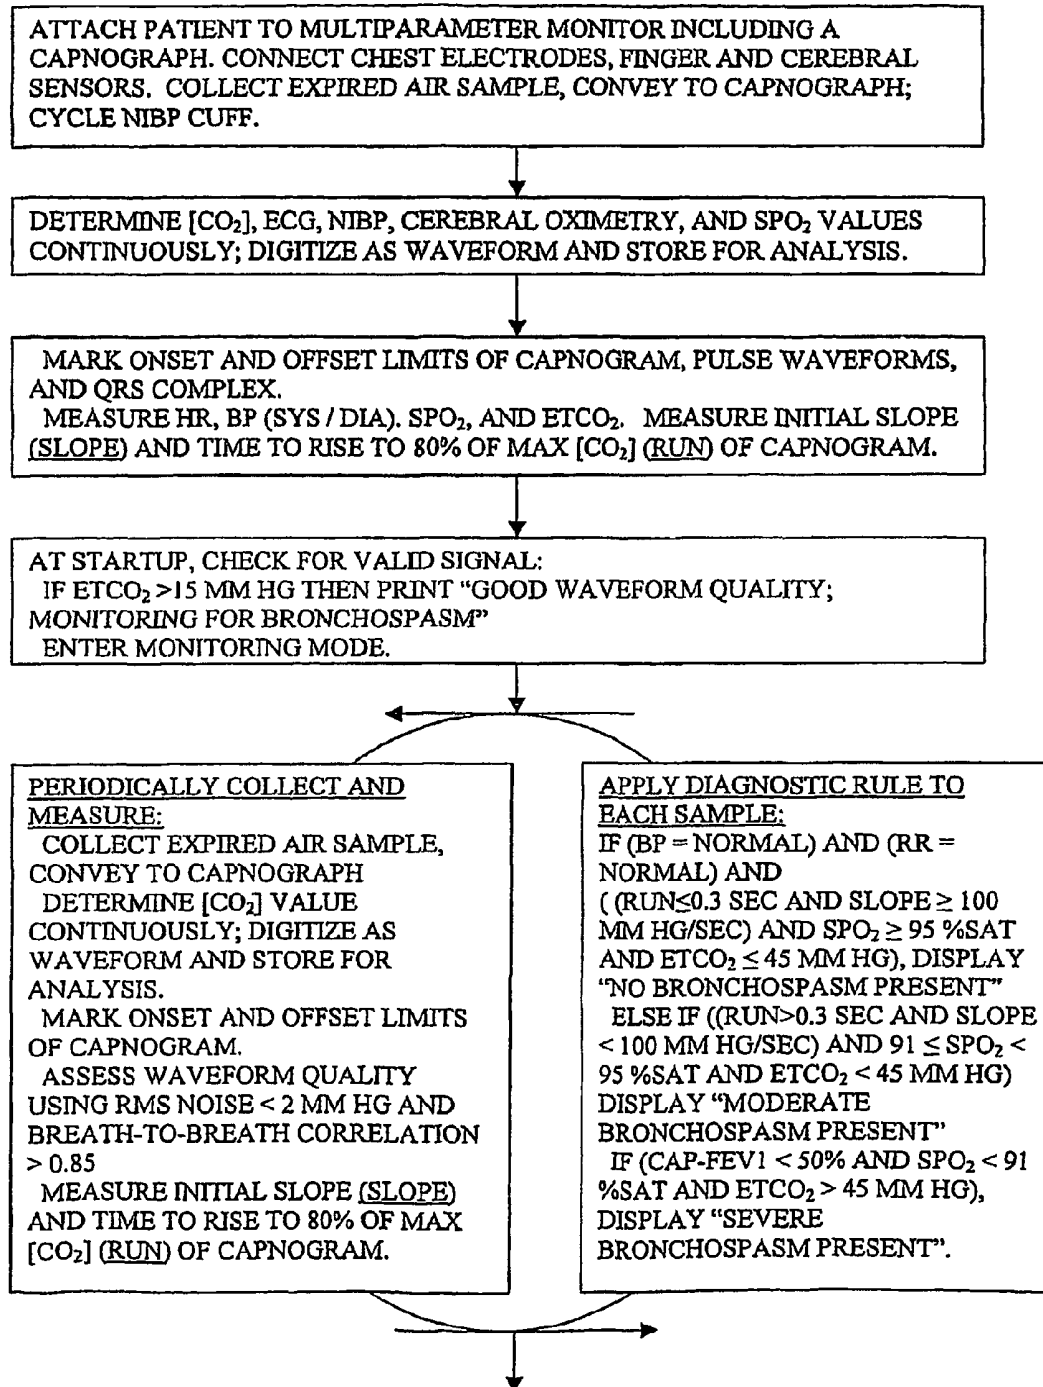 ATTACH PATIENT TO MULTIPARAMETER MONITOR INCLUDING A
CAPNOGRAPH. CONNECT CHEST ELECTRODES, FINGER AND CEREBRAL
SENSORS. COLLECT EXPIRED AIR SAMPLE, CONVEY TO CAPNOGRAPH;
CYCLE NIBP CUFF.
DETERMINE [CO₂], ECG, NIBP, CEREBRAL OXIMETRY, AND SPO₂ VALUES
CONTINUOUSLY; DIGITIZE AS WAVEFORM AND STORE FOR ANALYSIS.
MARK ONSET AND OFFSET LIMITS OF CAPNOGRAM, PULSE WAVEFORMS,
AND QRS COMPLEX.
MEASURE HR, BP (SYS / DIA). SPO₂, AND ETCO₂. MEASURE INITIAL SLOPE
(SLOPE) AND TIME TO RISE TO 80% OF MAX [CO₂] (RUN) OF CAPNOGRAM.
AT STARTUP, CHECK FOR VALID SIGNAL:
IF ETCO₂ >15 MM HG THEN PRINT “GOOD WAVEFORM QUALITY;
MONITORING FOR BRONCHOSPASM”
ENTER MONITORING MODE.
PERIODICALLY COLLECT AND
MEASURE:
COLLECT EXPIRED AIR SAMPLE,
CONVEY TO CAPNOGRAPH
DETERMINE [CO₂] VALUE
CONTINUOUSLY; DIGITIZE AS
WAVEFORM AND STORE FOR
ANALYSIS.
MARK ONSET AND OFFSET LIMITS
OF CAPNOGRAM.
ASSESS WAVEFORM QUALITY
USING RMS NOISE < 2 MM HG AND
BREATH-TO-BREATH CORRELATION
> 0.85
MEASURE INITIAL SLOPE (SLOPE)
AND TIME TO RISE TO 80% OF MAX
[CO₂] (RUN) OF CAPNOGRAM.
APPLY DIAGNOSTIC RULE TO
EACH SAMPLE:
IF (BP = NORMAL) AND (RR =
NORMAL) AND
( (RUN≤0.3 SEC AND SLOPE ≥ 100
MM HG/SEC) AND SPO₂ ≥ 95 %SAT
AND ETCO₂ ≤ 45 MM HG), DISPLAY
“NO BRONCHOSPASM PRESENT”
ELSE IF ((RUN>0.3 SEC AND SLOPE
< 100 MM HG/SEC) AND 91 ≤ SPO₂ <
95 %SAT AND ETCO₂ < 45 MM HG)
DISPLAY “MODERATE
BRONCHOSPASM PRESENT”
IF (CAP-FEV1 < 50% AND SPO₂ < 91
%SAT AND ETCO₂ > 45 MM HG),
DISPLAY “SEVERE
BRONCHOSPASM PRESENT”.